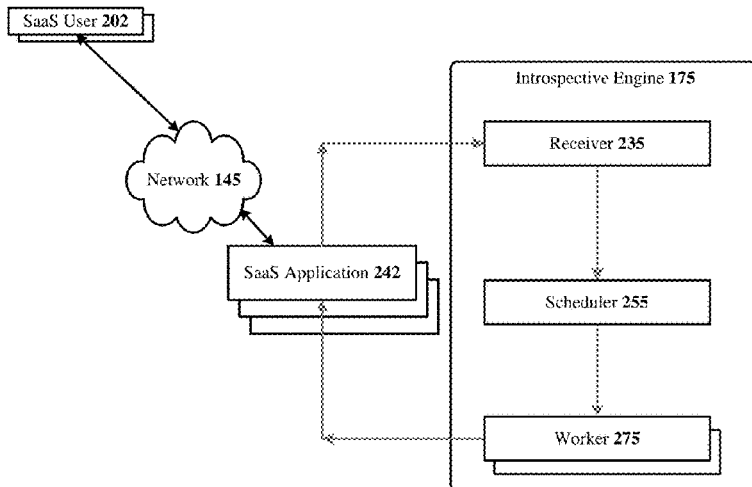 SaaS User 202
Introspective Engine 175
Receiver 235
Network 145
SaaS Application 242
Scheduler 255
Worker 275